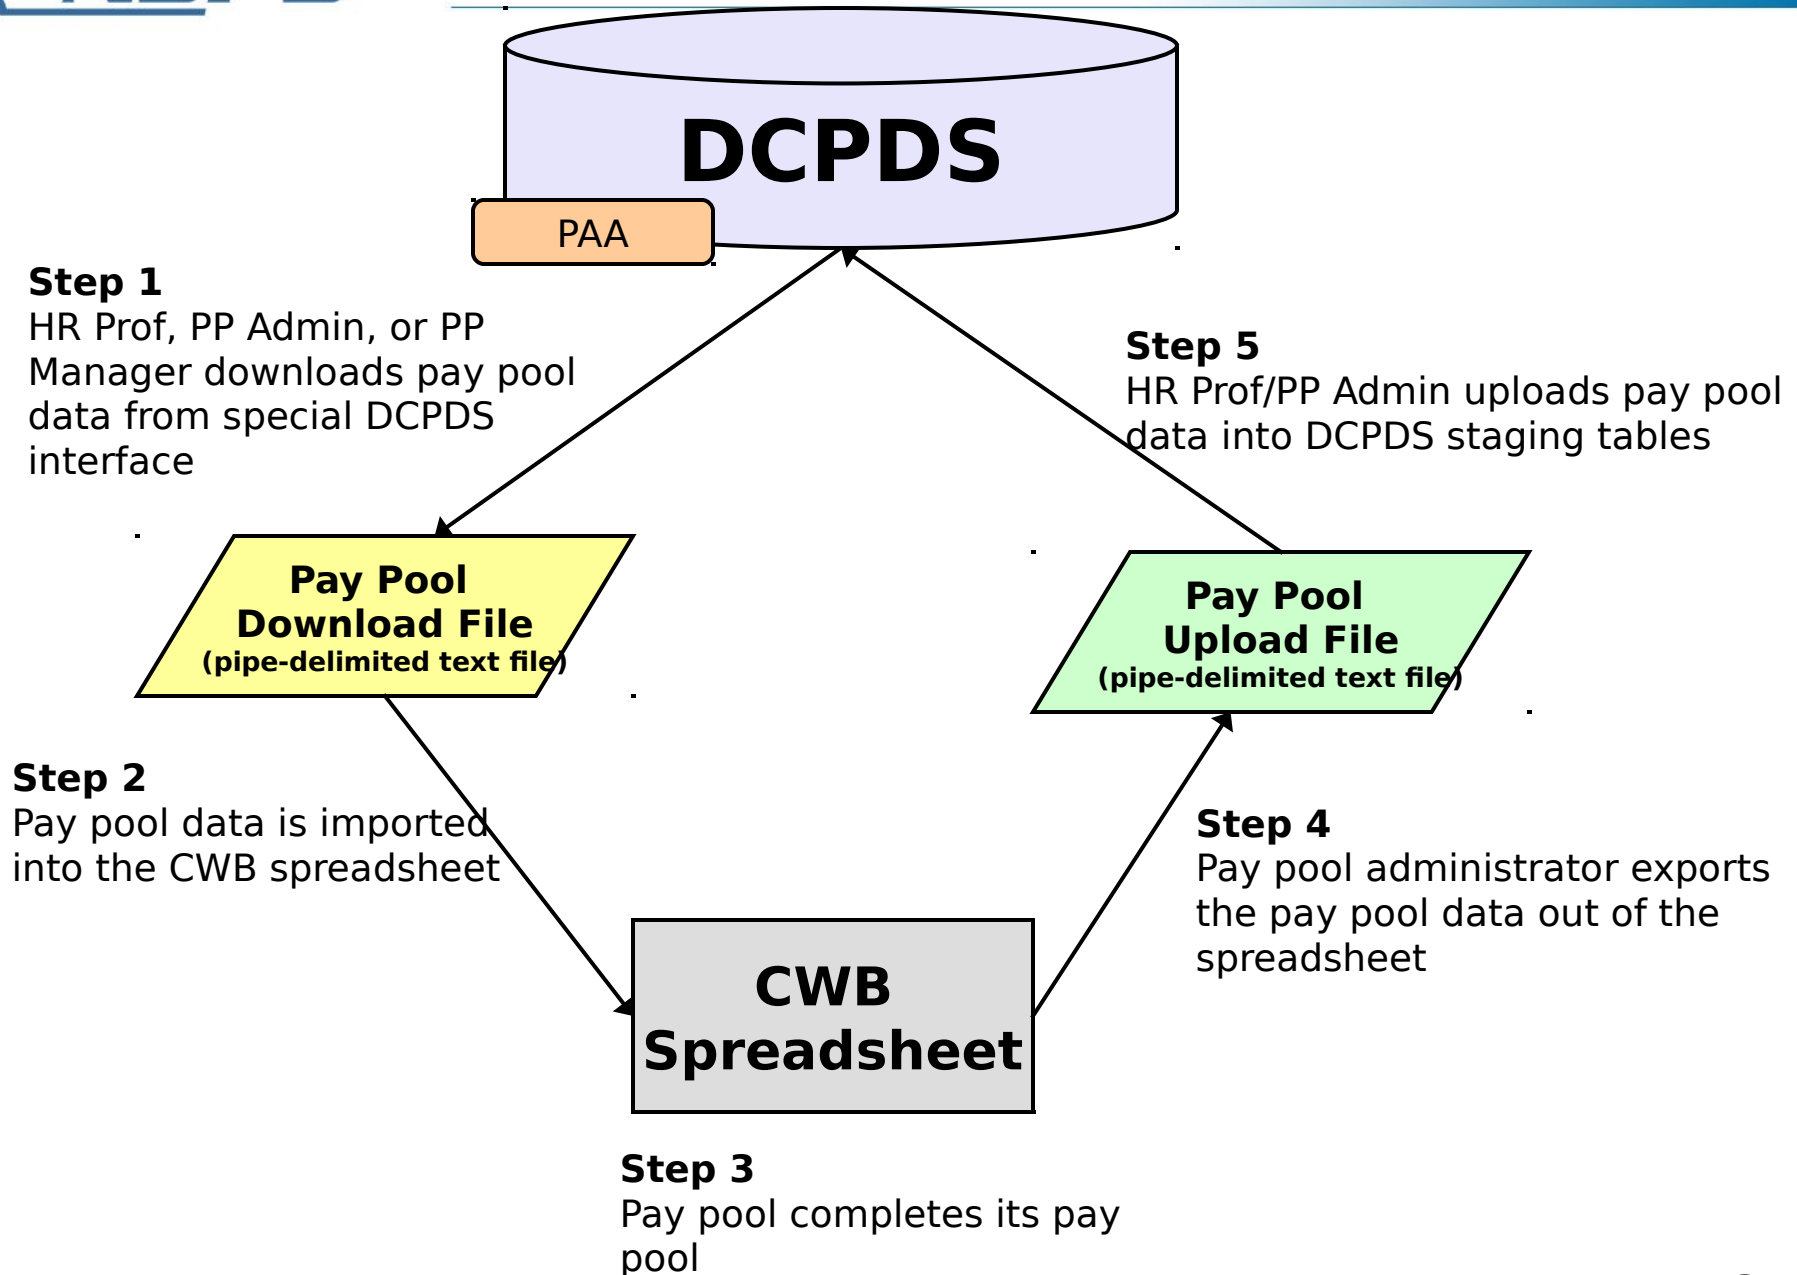 DCPDS
PAA
Step 1
HR Prof, PP Admin, or PP
Manager downloads pay pool
data from special DCPDS
interface
Step 5
HR Prof/PP Admin uploads pay pool
data into DCPDS staging tables
Pay Pool
Download File
(pipe-delimited text file)
Pay Pool
Upload File
(pipe-delimited text file)
Step 2
Pay pool data is imported
into the CWB spreadsheet
Step 4
Pay pool administrator exports
the pay pool data out of the
spreadsheet
CWB
Spreadsheet
Step 3
Pay pool completes its pay
pool